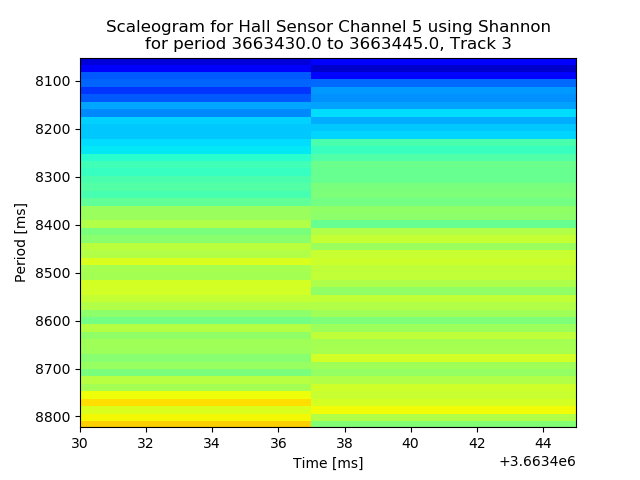 Scaleogram for Hall Sensor Channel 5 using Shannon
for period 3663430.0 to 3663445.0, Track 3
Period [ms]
8100
8200
8300
8400
8500
8600
8700
8800
30 32 34 36 38 40 42 44
Time [ms]
+3.6634e6